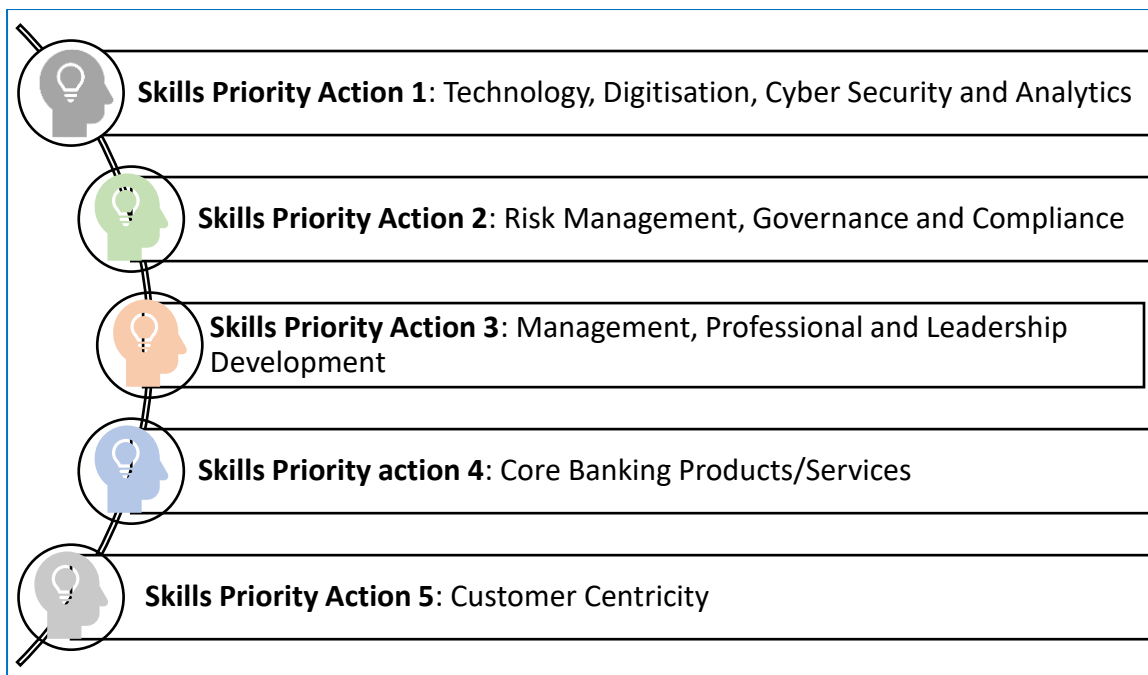 Skills Priority Action 1: Technology, Digitisation, Cyber Security and Analytics
Skills Priority Action 2: Risk Management, Governance and Compliance
Skills Priority Action 3: Management, Professional and Leadership
Development
Skills Priority action 4: Core Banking Products/Services
Skills Priority Action 5: Customer Centricity